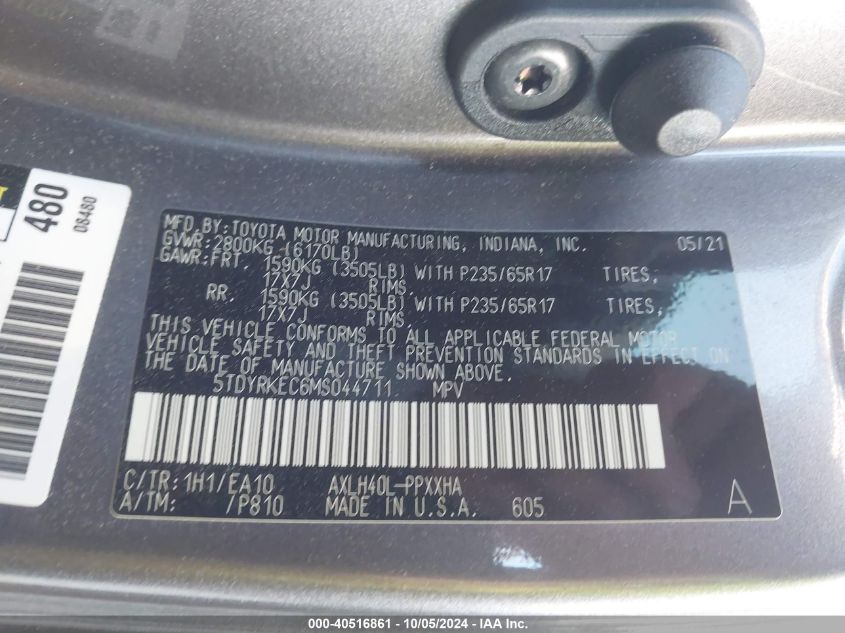 480
08480
MFD.BY:TOYOTA MOTOR MANUFACTURING, INDIANA, INC. 05/21
GVWR:2800KG (6170LB)
GAWR:FRT. 1590KG (3505LB) WITH P235/65R17 TIRES,
17X7J RIMS,
RR. 1590KG (3505LB) WITH P235/65R17 TIRES,
17X7J RIMS.
THIS VEHICLE CONFORMS TO ALL APPLICABLE FEDERAL MOTOR
VEHICLE SAFETY AND THEFT PREVENTION STANDARDS IN EFFECT ON
THE DATE OF MANUFACTURE SHOWN ABOVE.
5TDYRKEC6MS044711 MPV
C/TR:1H1/EA10 AXLH40L-PPXXHA
A/TM: /P810 MADE IN U.S.A. 605 A
000-40516861 - 10/05/2024 - IAA Inc.